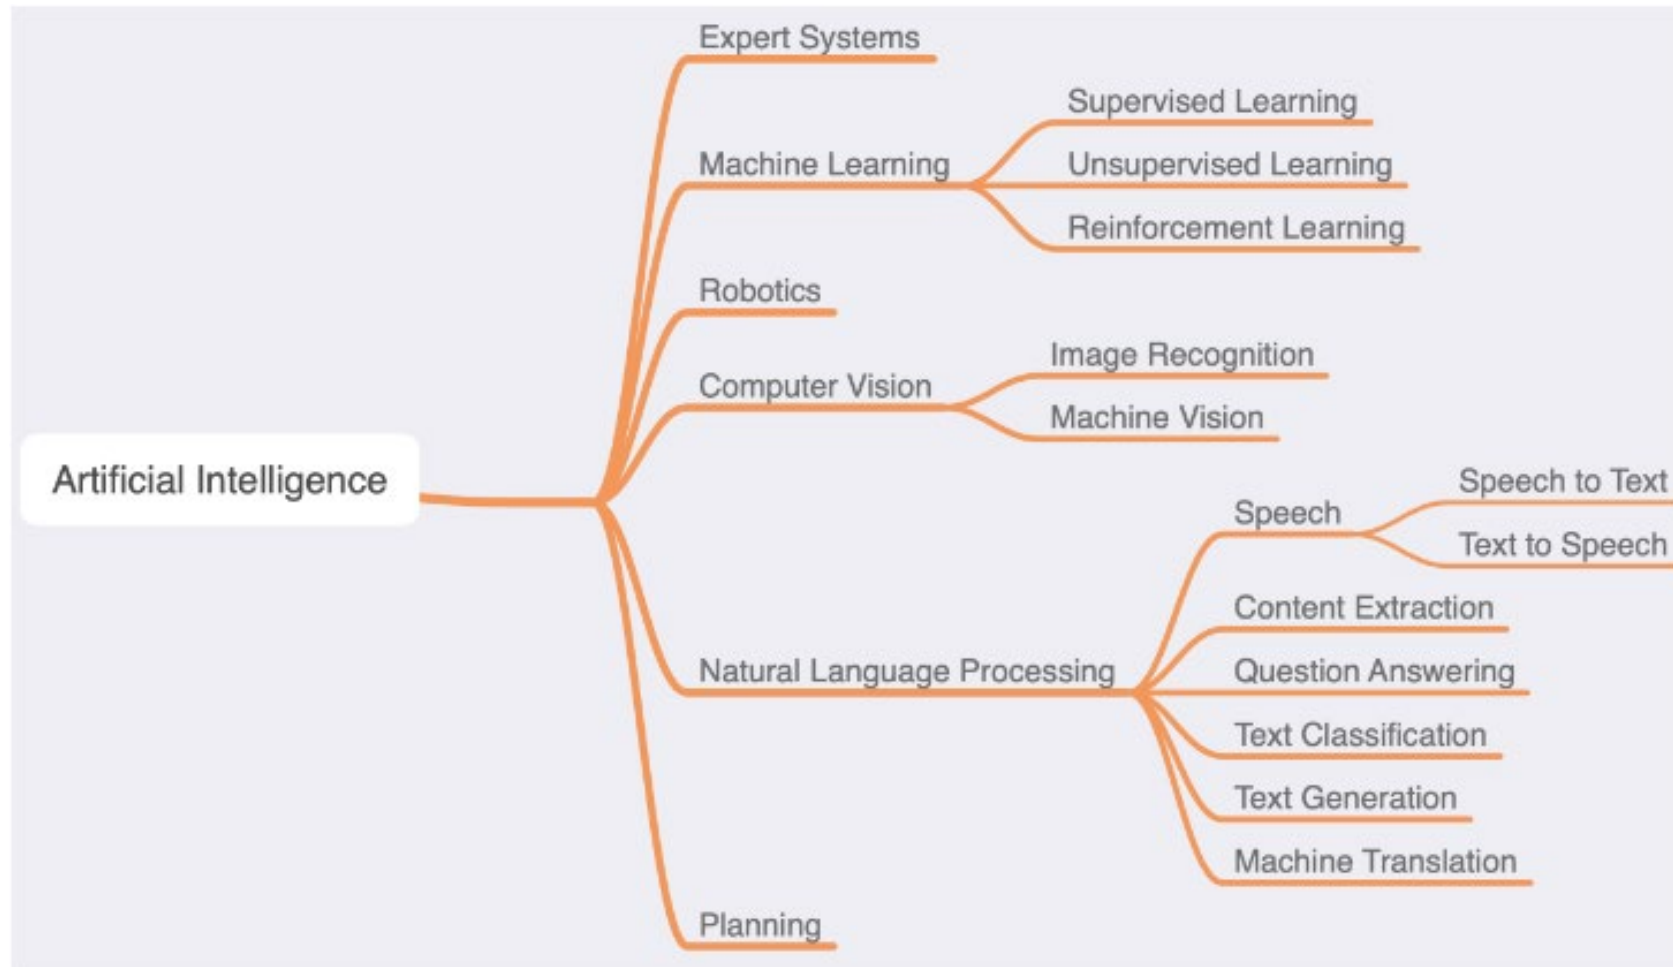 Artificial Intelligence
Expert Systems
Machine Learning
Supervised Learning
Unsupervised Learning
Reinforcement Learning
Robotics
Computer Vision
Image Recognition
Machine Vision
Natural Language Processing
Speech
Speech to Text
Text to Speech
Content Extraction
Question Answering
Text Classification
Text Generation
Machine Translation
Planning